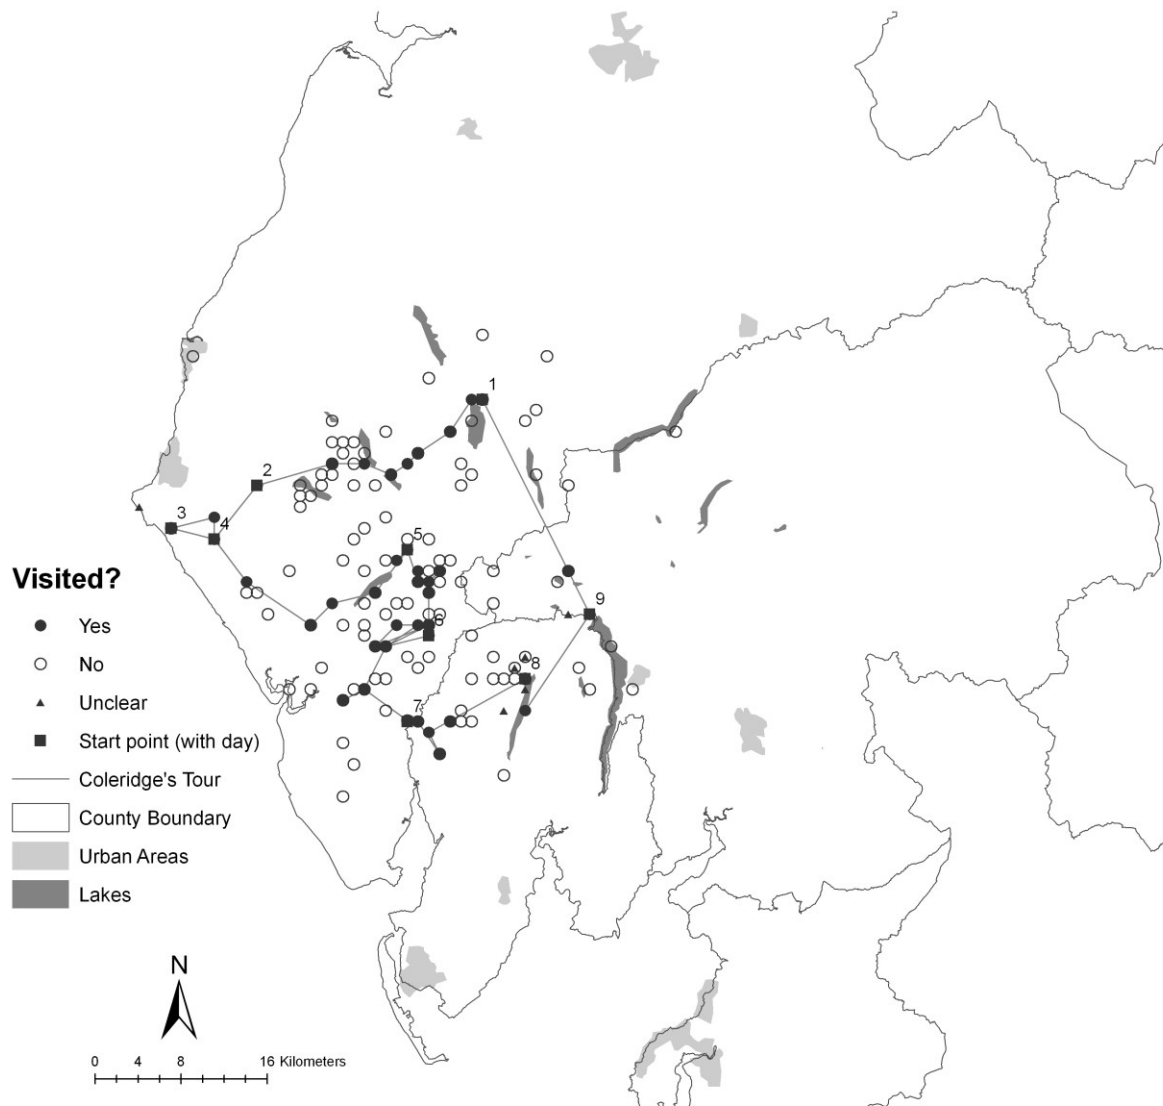 1
2
3
4
5
6
8
9
7
Visited?
Yes
No
Unclear
Start point (with day)
Coleridge's Tour
County Boundary
Urban Areas
Lakes
N
0 4 8 16 Kilometers